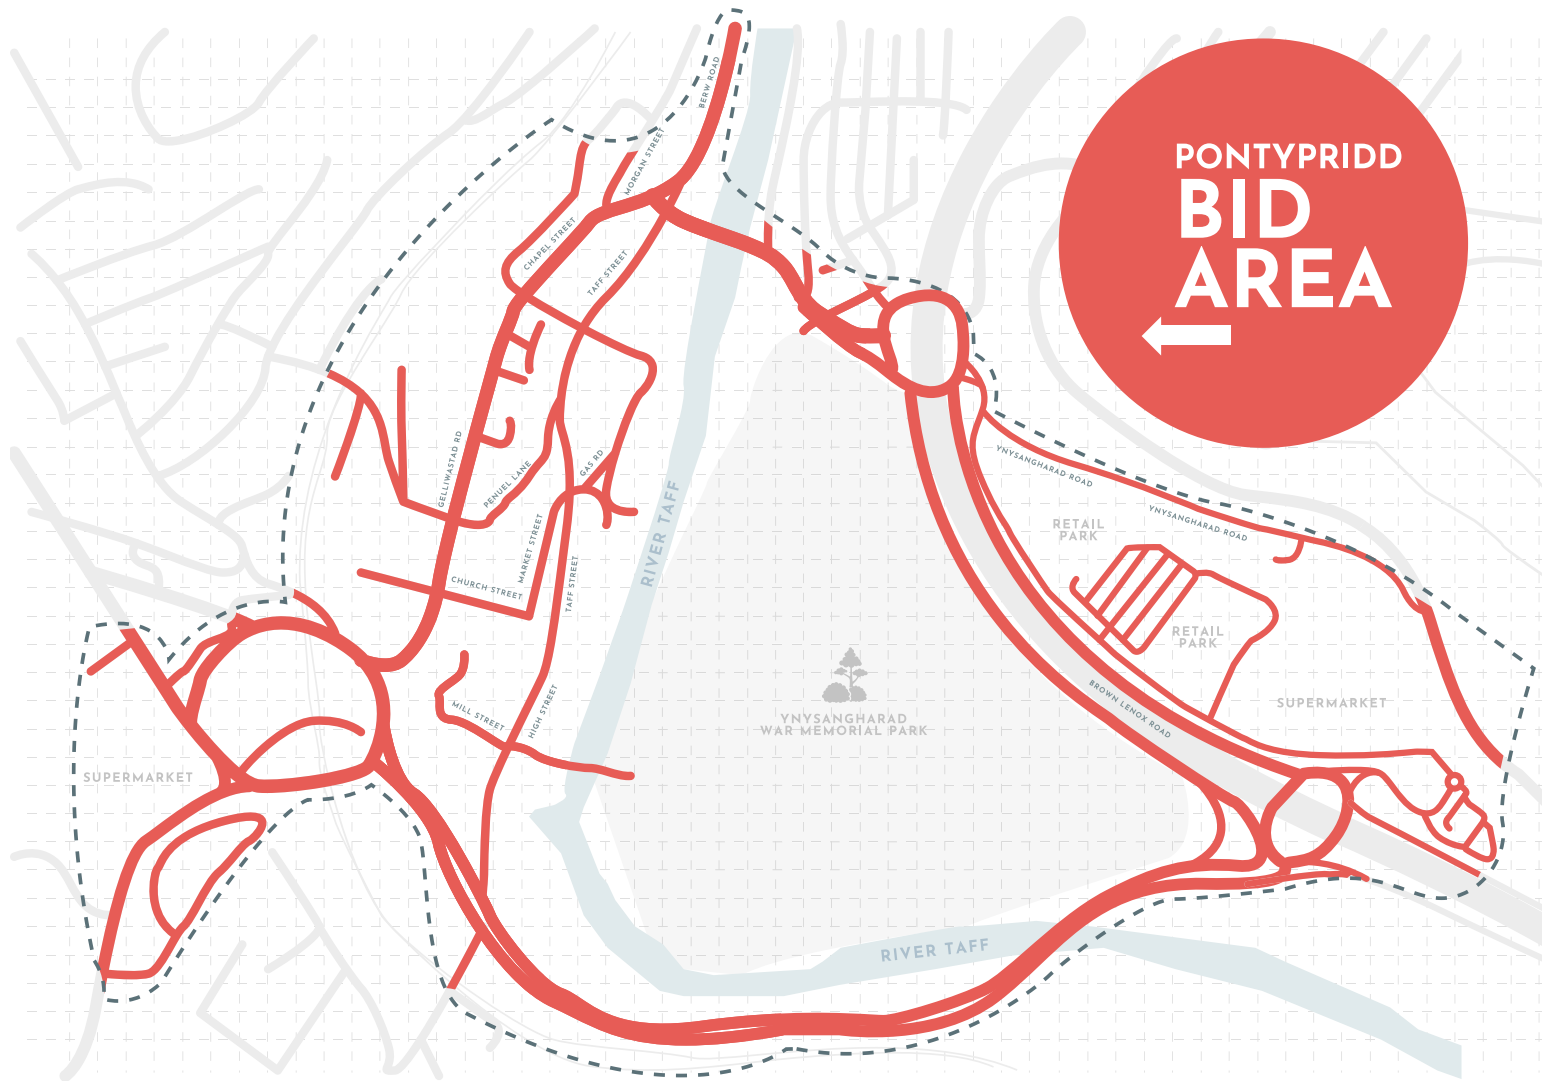 PONTYPRIDD
BID
AREA
BERW ROAD
MORGAN STREET
CHAPEL STREET
TAFF STREET
GELLIWASTAD RD
PENUEL LANE
GAS RD
MARKET STREET
CHURCH STREET
TAFF STREET
RIVER TAFF
MILL STREET
HIGH STREET
SUPERMARKET
YNYSANGHARAD
WAR MEMORIAL PARK
RIVER TAFF
YNYSANGHARAD ROAD
YNYSANGHARAD ROAD
RETAIL
PARK
RETAIL
PARK
SUPERMARKET
BROWN LENOX ROAD